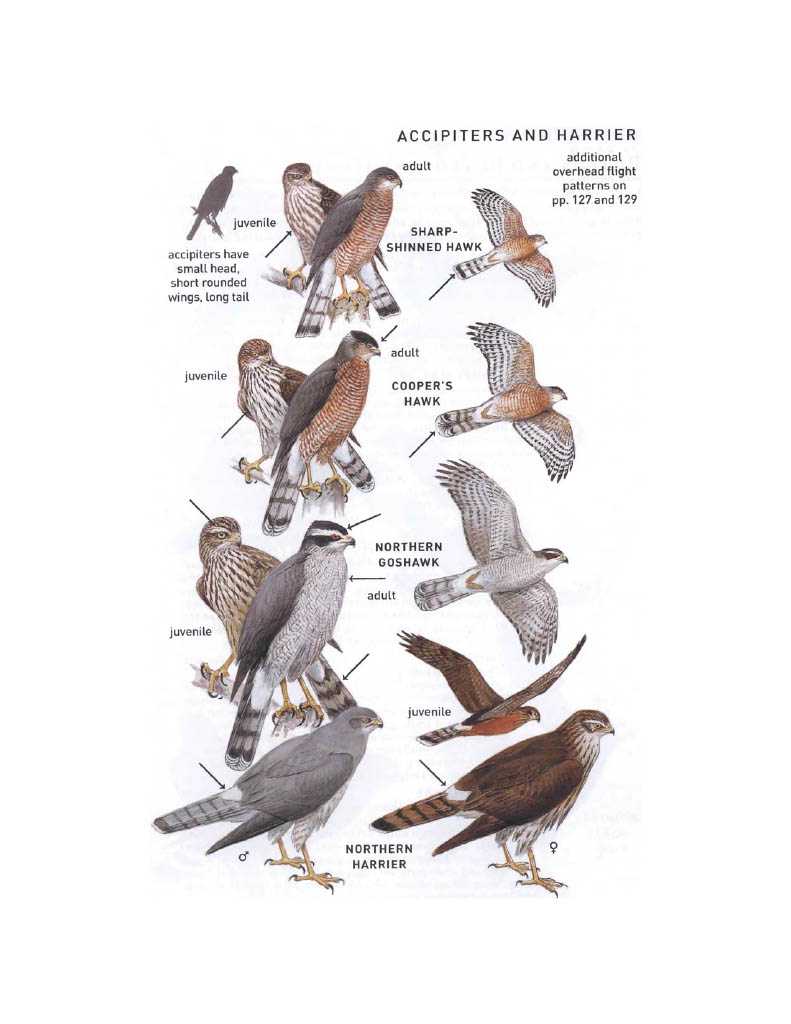 ACCIPITERS AND HARRIER
additional
overhead flight
patterns on
pp. 127 and 129
adult
juvenile
SHARP-
SHINNED HAWK
accipiters have
small head,
short rounded
wings, long tail
adult
juvenile
COOPER'S
HAWK
NORTHERN
GOSHAWK
adult
juvenile
juvenile
♂
NORTHERN
HARRIER
♀